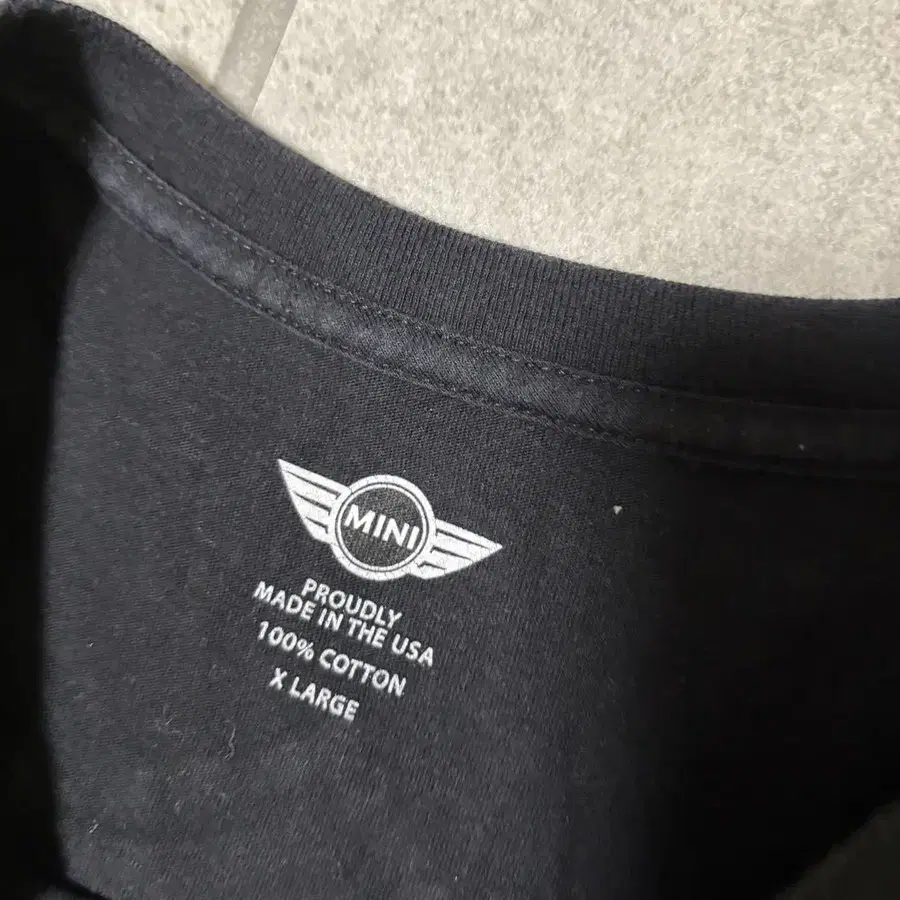 MINI
PROUDLY
MADE IN THE USA
100% COTTON
X LARGE